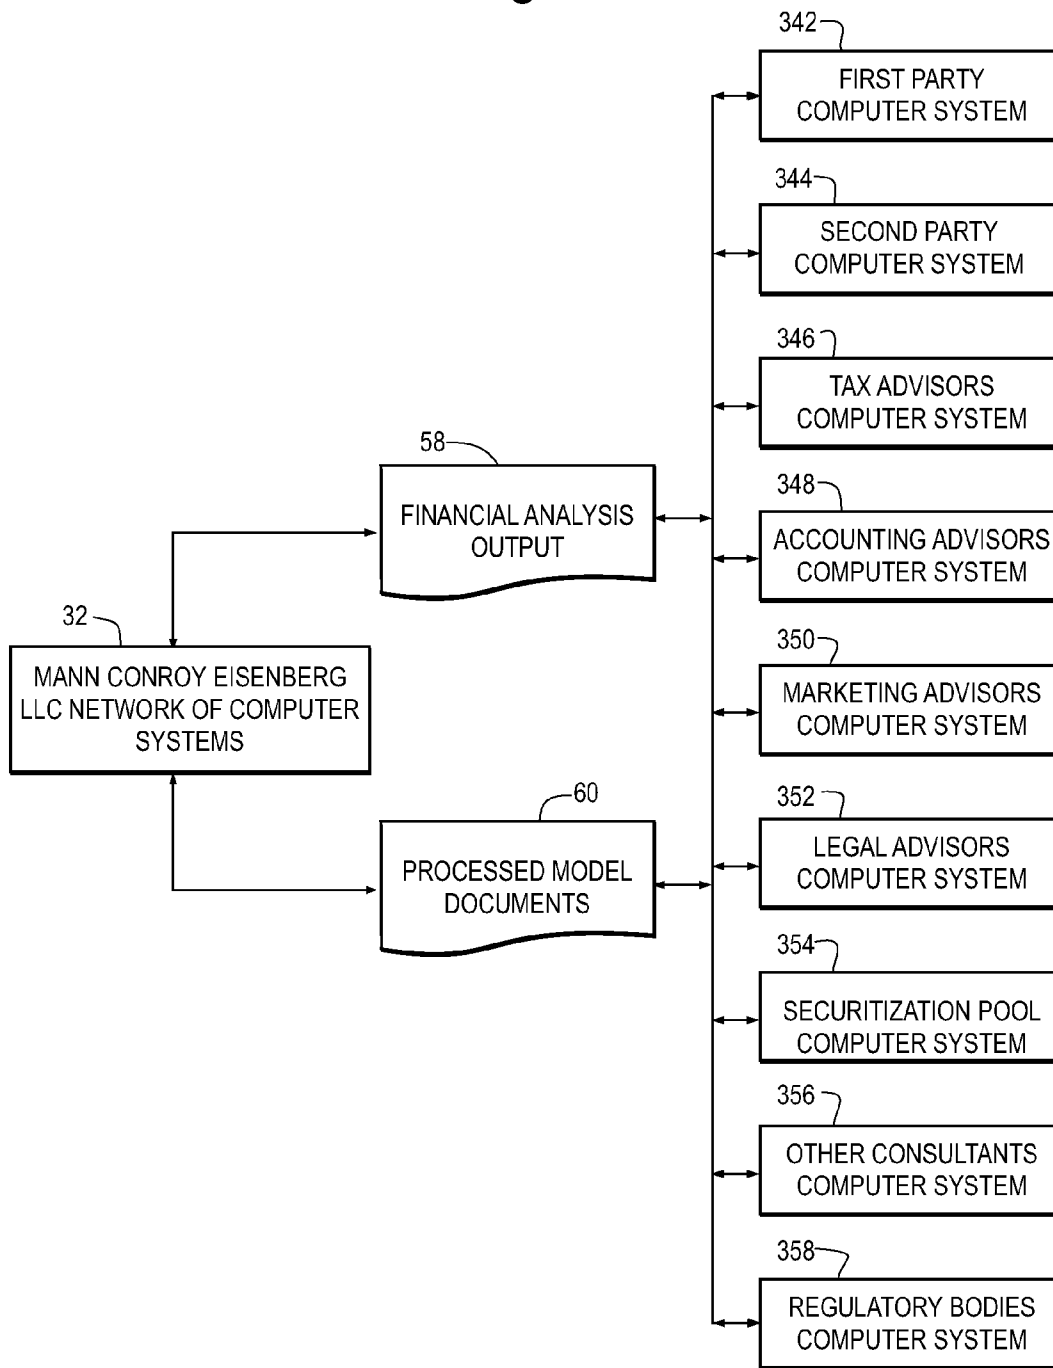 342
FIRST PARTY
COMPUTER SYSTEM
344
SECOND PARTY
COMPUTER SYSTEM
346
TAX ADVISORS
COMPUTER SYSTEM
58
FINANCIAL ANALYSIS
OUTPUT
348
ACCOUNTING ADVISORS
COMPUTER SYSTEM
32
MANN CONROY EISENBERG
LLC NETWORK OF COMPUTER
SYSTEMS
350
MARKETING ADVISORS
COMPUTER SYSTEM
60
PROCESSED MODEL
DOCUMENTS
352
LEGAL ADVISORS
COMPUTER SYSTEM
354
SECURITIZATION POOL
COMPUTER SYSTEM
356
OTHER CONSULTANTS
COMPUTER SYSTEM
358
REGULATORY BODIES
COMPUTER SYSTEM